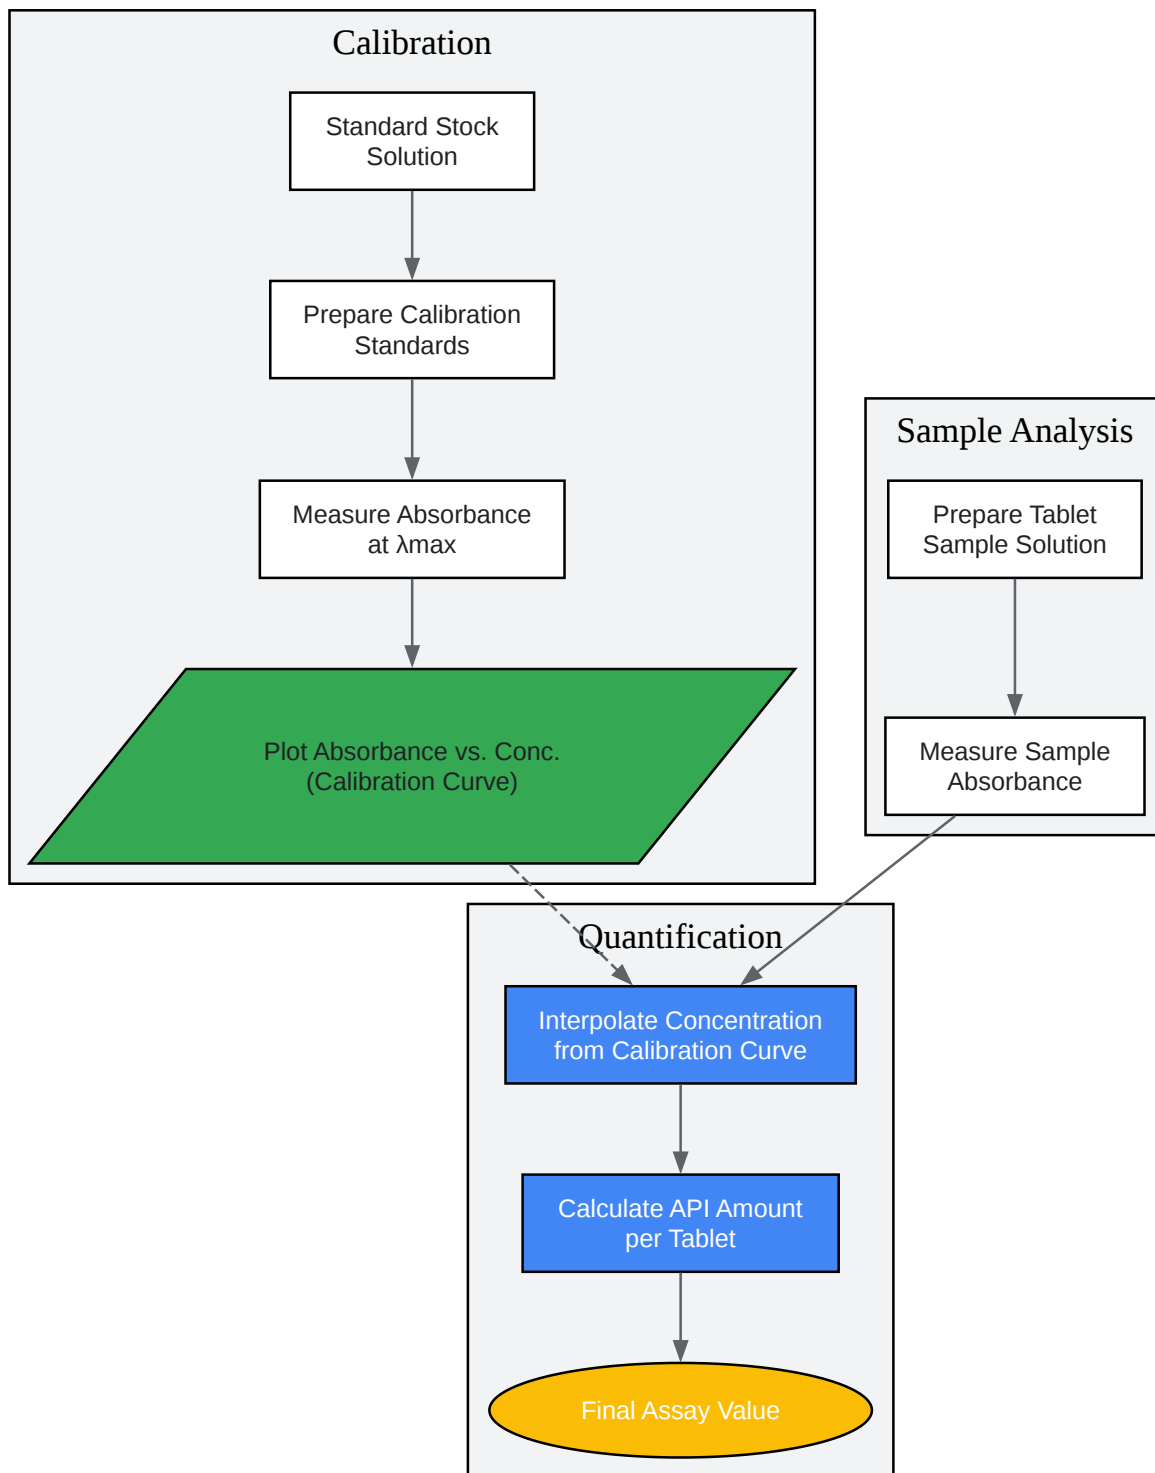 Calibration
Standard Stock
Solution
Prepare Calibration
Standards
Measure Absorbance
at λmax
Plot Absorbance vs. Conc.
(Calibration Curve)
Sample Analysis
Prepare Tablet
Sample Solution
Measure Sample
Absorbance
Quantification
Interpolate Concentration
from Calibration Curve
Calculate API Amount
per Tablet
Final Assay Value